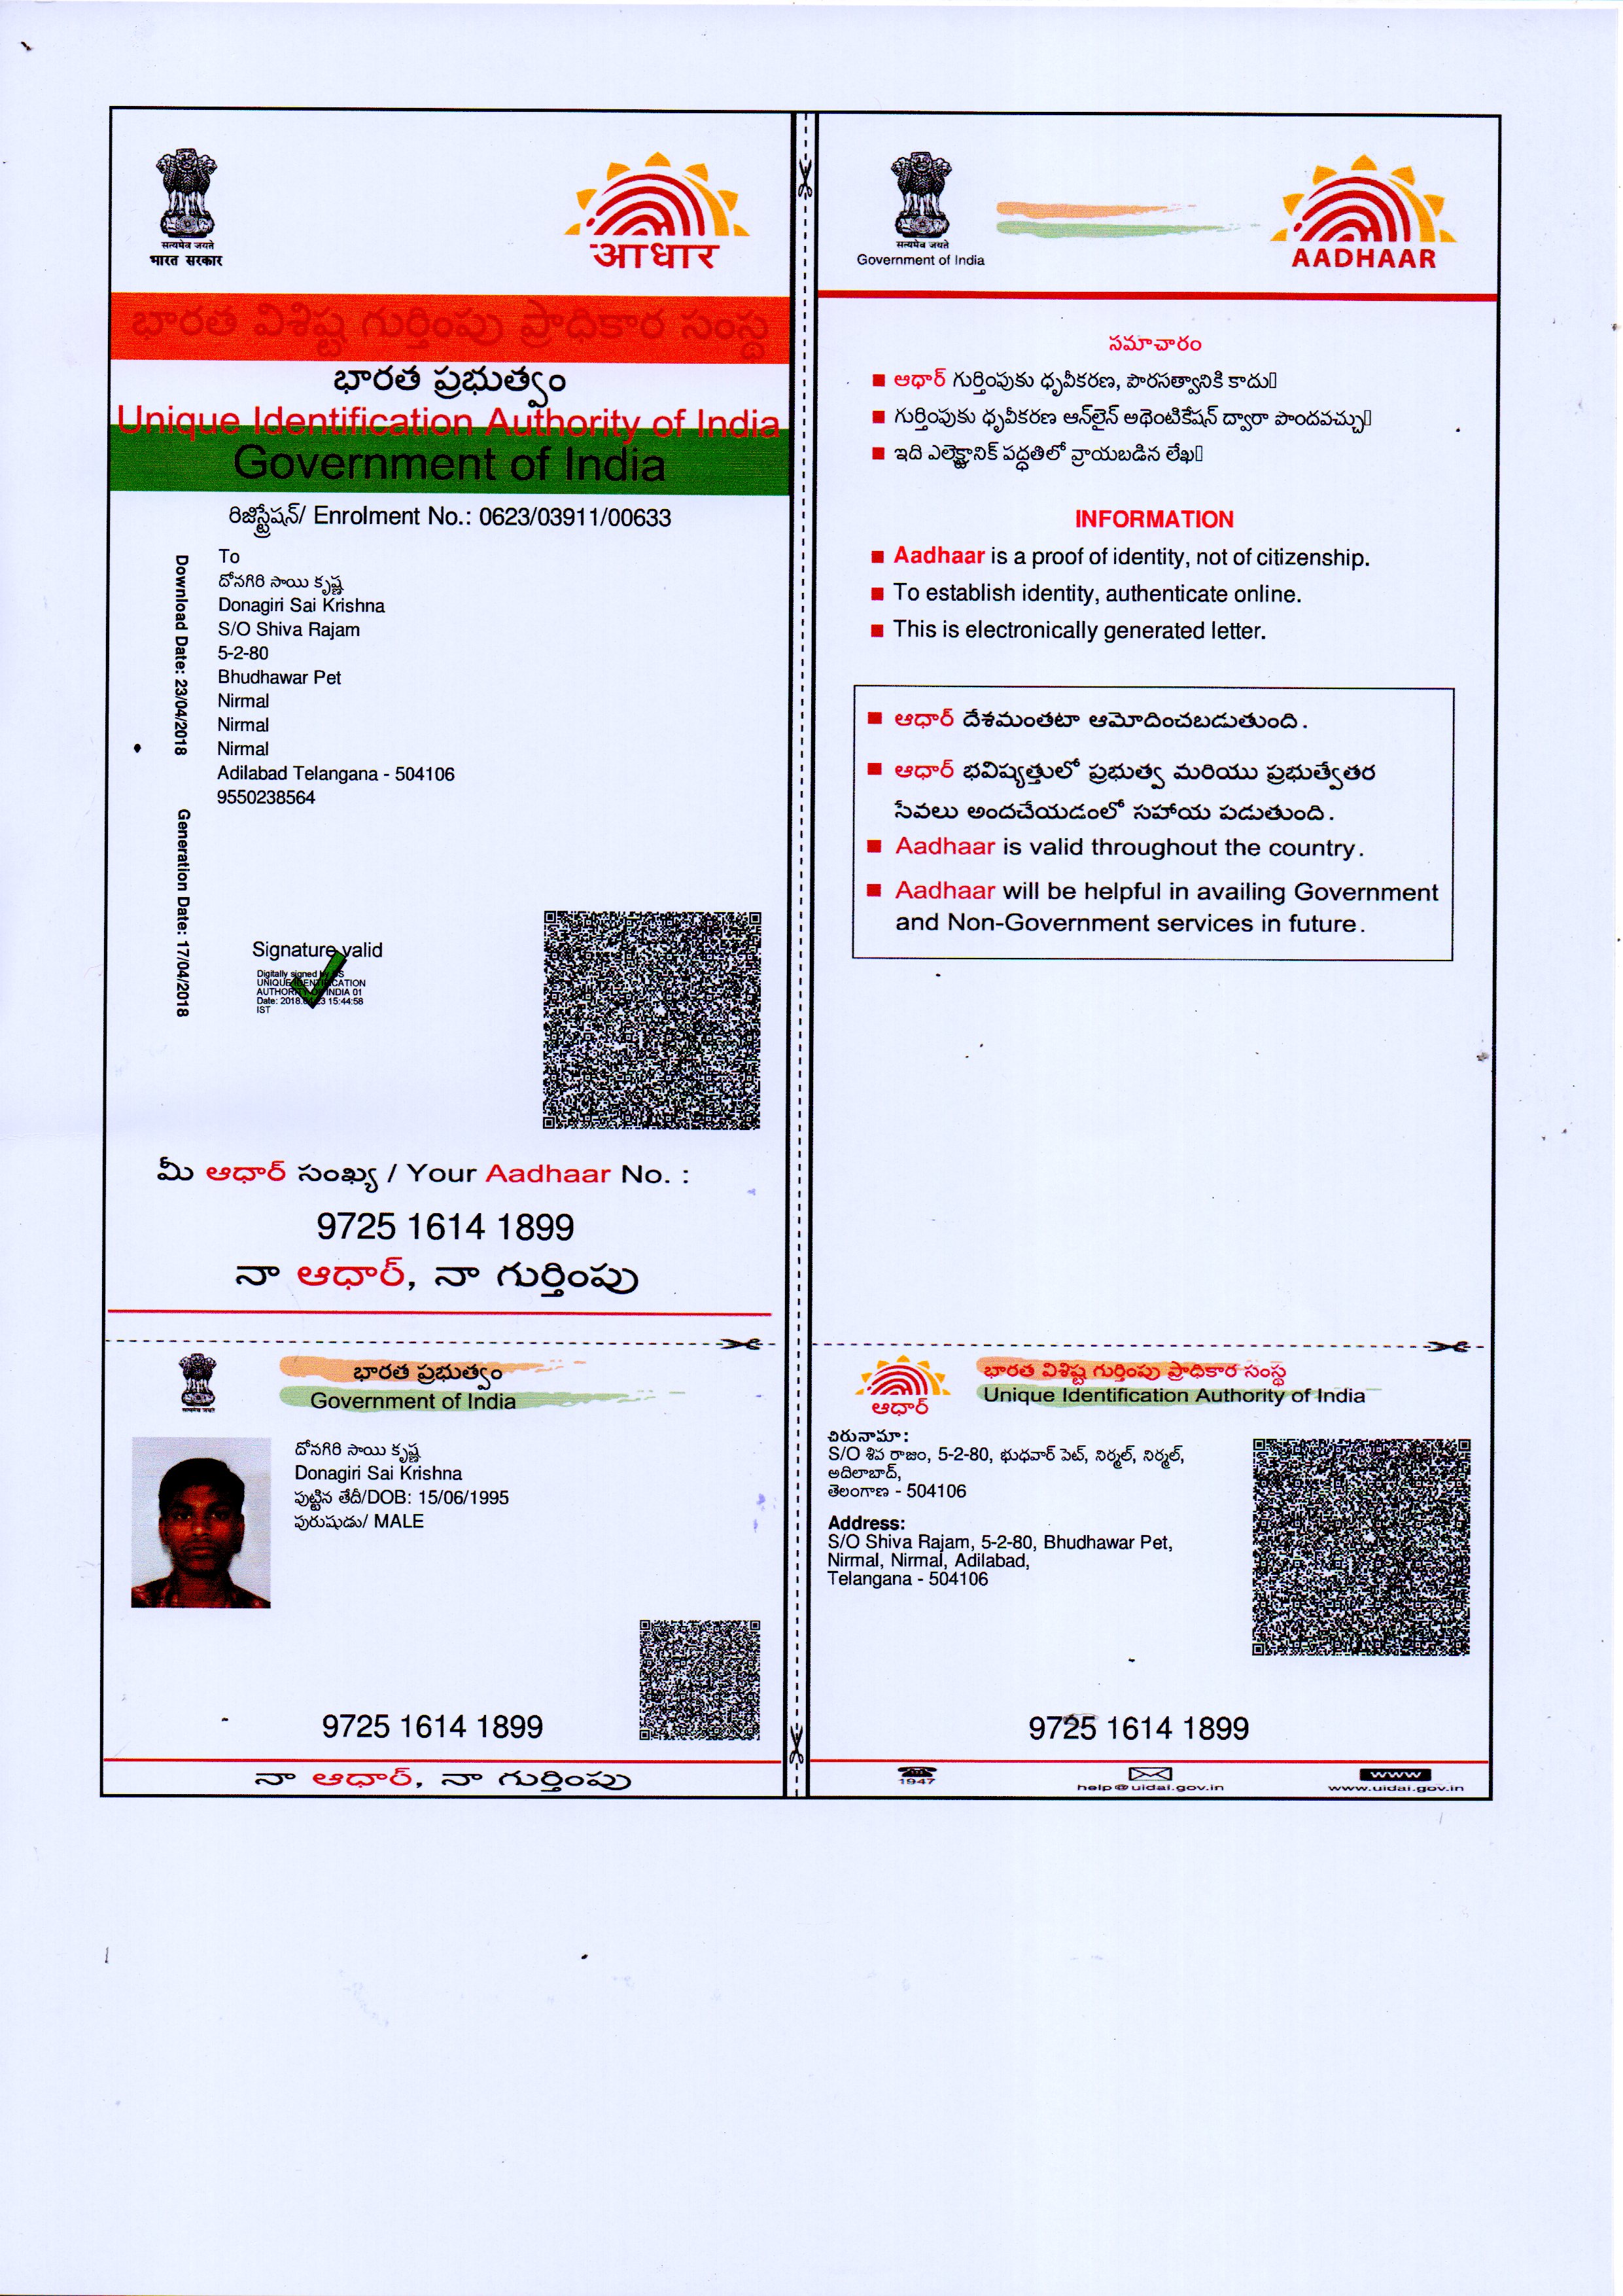 सत्यमेव जयते
भारत सरकार
आधार
భారత విశిష్ట గుర్తింపు ప్రాధికార సంస్థ
భారత ప్రభుత్వం
Unique Identification Authority of India
Government of India
రిజిస్ట్రేషన్/ Enrolment No.: 0623/03911/00633
Download Date: 23/04/2018
Generation Date: 17/04/2018
To
దోనగిరి సాయి కృష్ణ
Donagiri Sai Krishna
S/O Shiva Rajam
5-2-80
Bhudhawar Pet
Nirmal
Nirmal
Nirmal
Adilabad Telangana - 504106
9550238564
Signature valid
Digitally signed by DS
UNIQUE IDENTIFICATION
AUTHORITY OF INDIA 01
Date: 2018.04.23 15:44:58
IST
మీ ఆధార్ సంఖ్య / Your Aadhaar No. :
9725 1614 1899
నా ఆధార్, నా గుర్తింపు
सत्यमेव जयते
Government of India
AADHAAR
సమాచారం
ఆధార్ గుర్తింపుకు ధృవీకరణ, పౌరసత్వానికి కాదు
గుర్తింపుకు ధృవీకరణ ఆన్‌లైన్ అథెంటికేషన్ ద్వారా పొందవచ్చు
ఇది ఎలెక్ట్రానిక్ పద్ధతిలో వ్రాయబడిన లేఖ
INFORMATION
Aadhaar is a proof of identity, not of citizenship.
To establish identity, authenticate online.
This is electronically generated letter.
ఆధార్ దేశమంతటా ఆమోదించబడుతుంది.
ఆధార్ భవిష్యత్తులో ప్రభుత్వ మరియు ప్రభుత్వేతర
సేవలు అందచేయడంలో సహాయ పడుతుంది.
Aadhaar is valid throughout the country.
Aadhaar will be helpful in availing Government
and Non-Government services in future.
భారత ప్రభుత్వం
Government of India
దోనగిరి సాయి కృష్ణ
Donagiri Sai Krishna
పుట్టిన తేదీ/DOB: 15/06/1995
పురుషుడు/ MALE
9725 1614 1899
నా ఆధార్, నా గుర్తింపు
ఆధార్
భారత విశిష్ట గుర్తింపు ప్రాధికార సంస్థ
Unique Identification Authority of India
చిరునామా:
S/O శివ రాజం, 5-2-80, భుధవార్ పెట్, నిర్మల్, నిర్మల్,
అదిలాబాద్,
తెలంగాణ - 504106
Address:
S/O Shiva Rajam, 5-2-80, Bhudhawar Pet,
Nirmal, Nirmal, Adilabad,
Telangana - 504106
9725 1614 1899
1947
help@uidai.gov.in
www
www.uidai.gov.in